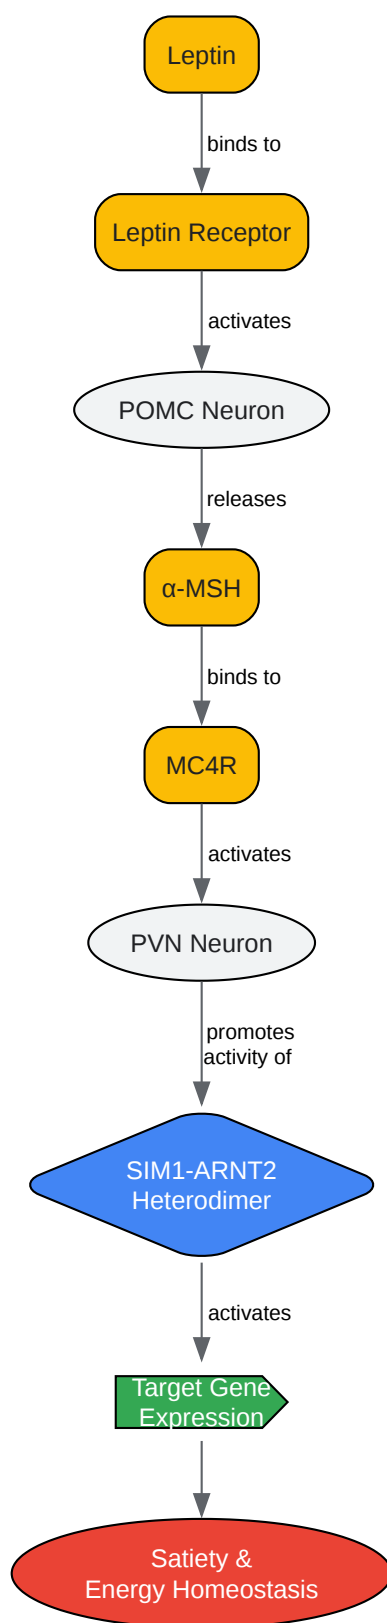 Leptin
binds to
Leptin Receptor
activates
POMC Neuron
releases
α-MSH
binds to
MC4R
activates
PVN Neuron
promotes
activity of
SIM1-ARNT2
Heterodimer
activates
Target Gene
Expression
Satiety &
Energy Homeostasis